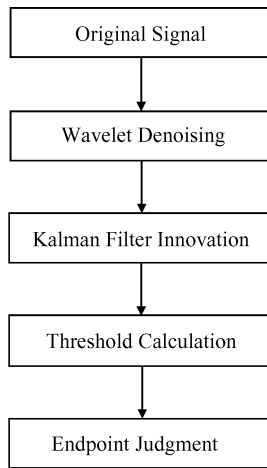 Original Signal
Wavelet Denoising
Kalman Filter Innovation
Threshold Calculation
Endpoint Judgment